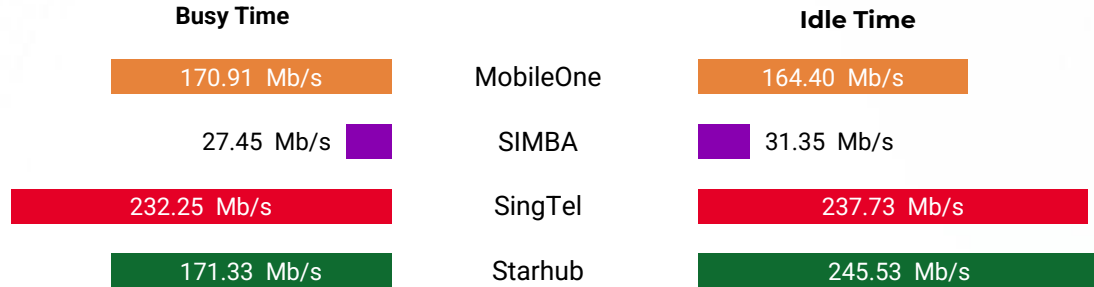 Busy Time Idle Time
170.91 Mb/s MobileOne 164.40 Mb/s
27.45 Mb/s SIMBA 31.35 Mb/s
232.25 Mb/s SingTel 237.73 Mb/s
171.33 Mb/s Starhub 245.53 Mb/s